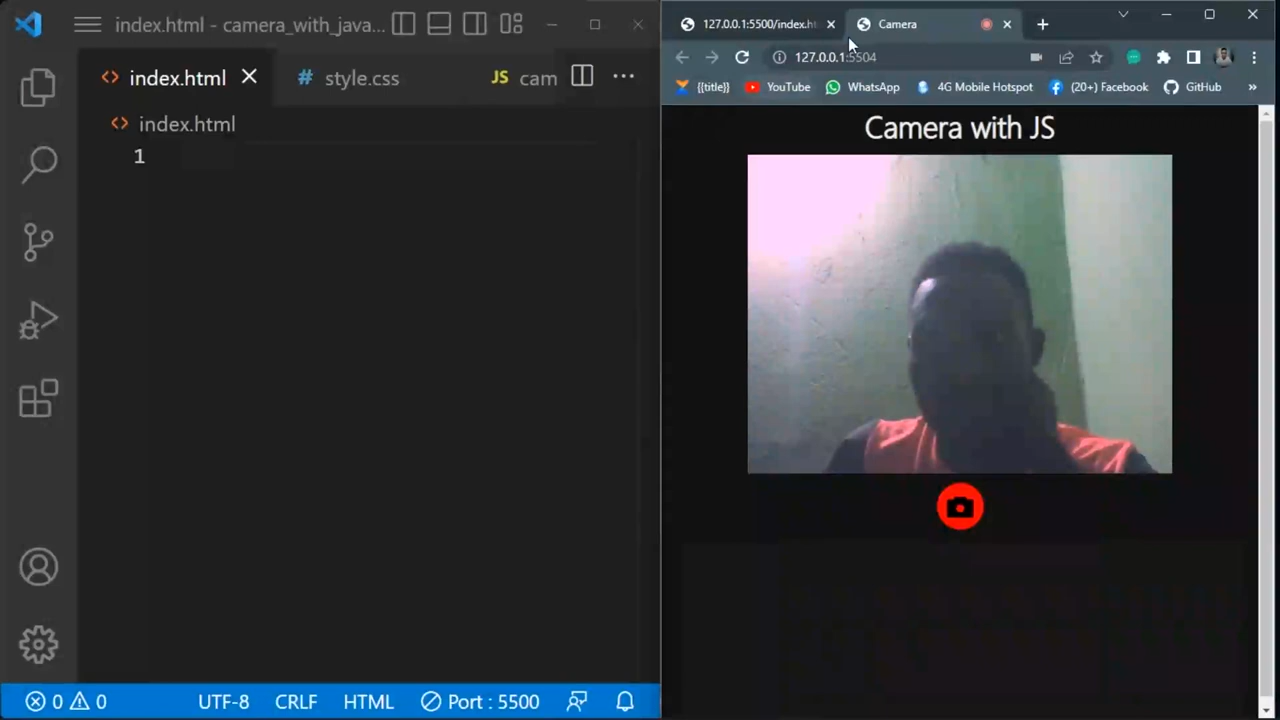 index.html - camera_with_java...
index.html
style.css
JS cam
index.html
1
0 0 UTF-8 CRLF HTML Port : 5500
127.0.0.1:5500/index.ht
Camera
127.0.0.1:5504
{{title}} YouTube WhatsApp 4G Mobile Hotspot (20+) Facebook GitHub »
Camera with JS